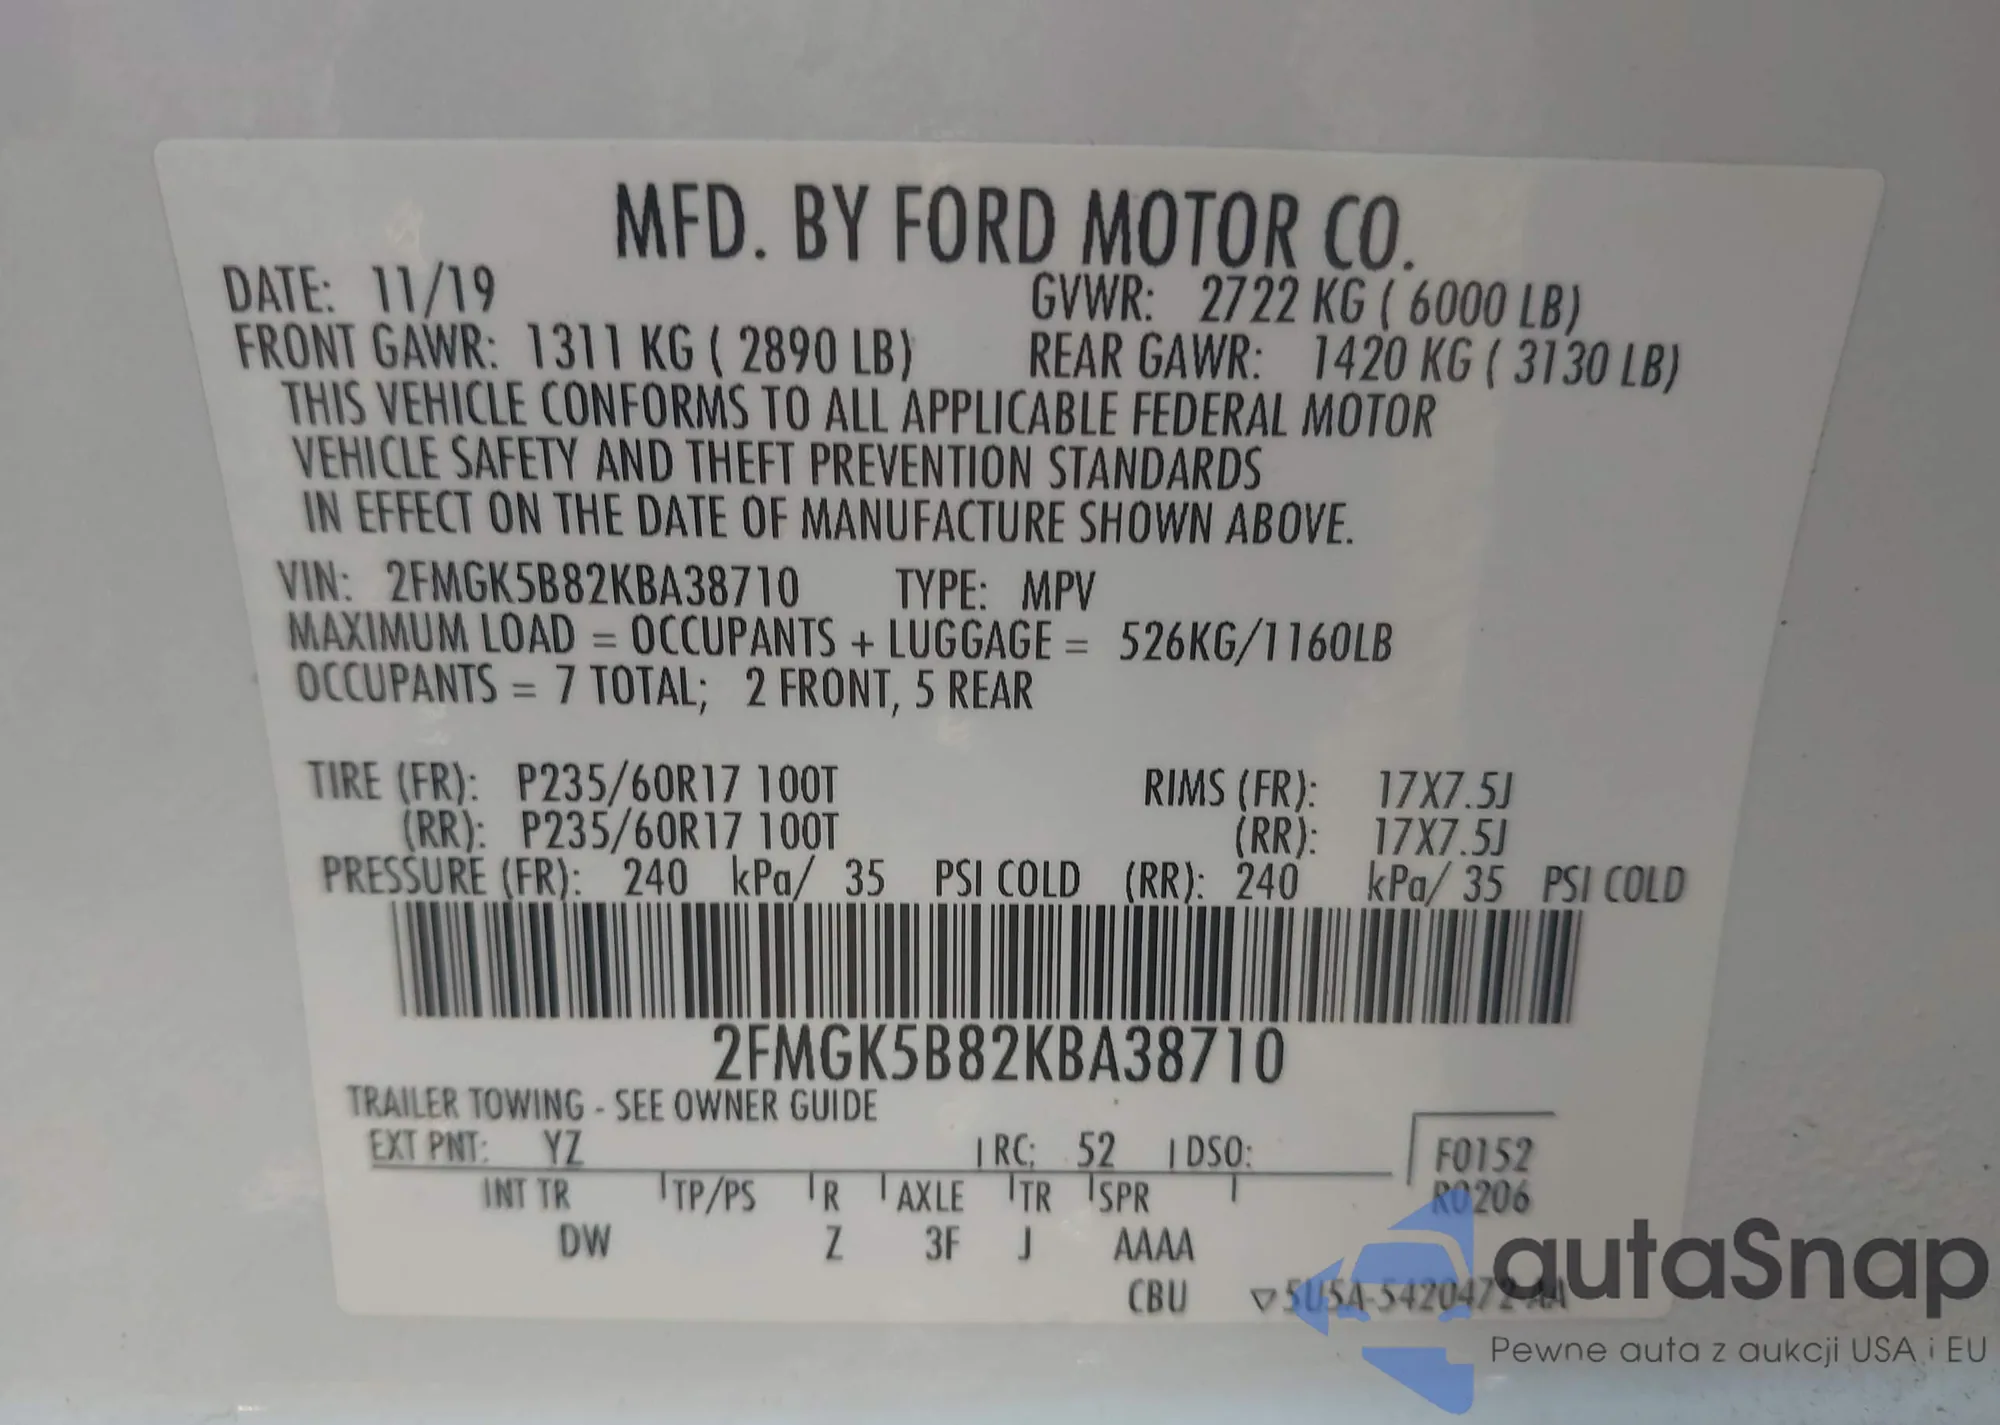 MFD. BY FORD MOTOR CO.
DATE: 11/19 GVWR: 2722 KG ( 6000 LB)
FRONT GAWR: 1311 KG ( 2890 LB) REAR GAWR: 1420 KG ( 3130 LB)
THIS VEHICLE CONFORMS TO ALL APPLICABLE FEDERAL MOTOR
VEHICLE SAFETY AND THEFT PREVENTION STANDARDS
IN EFFECT ON THE DATE OF MANUFACTURE SHOWN ABOVE.
VIN: 2FMGK5B82KBA38710 TYPE: MPV
MAXIMUM LOAD = OCCUPANTS + LUGGAGE = 526KG/1160LB
OCCUPANTS = 7 TOTAL; 2 FRONT, 5 REAR
TIRE (FR): P235/60R17 100T RIMS (FR): 17X7.5J
(RR): P235/60R17 100T (RR): 17X7.5J
PRESSURE (FR): 240 kPa/ 35 PSI COLD (RR): 240 kPa/ 35 PSI COLD
2FMGK5B82KBA38710
TRAILER TOWING - SEE OWNER GUIDE
EXT PNT: YZ RC: 52 DSO: F0152
INT TR TP/PS R AXLE TR SPR R0206
DW Z 3F J AAAA
CBU ▽5U5A-5420472-AA
autaSnap
Pewne auta z aukcji USA i EU